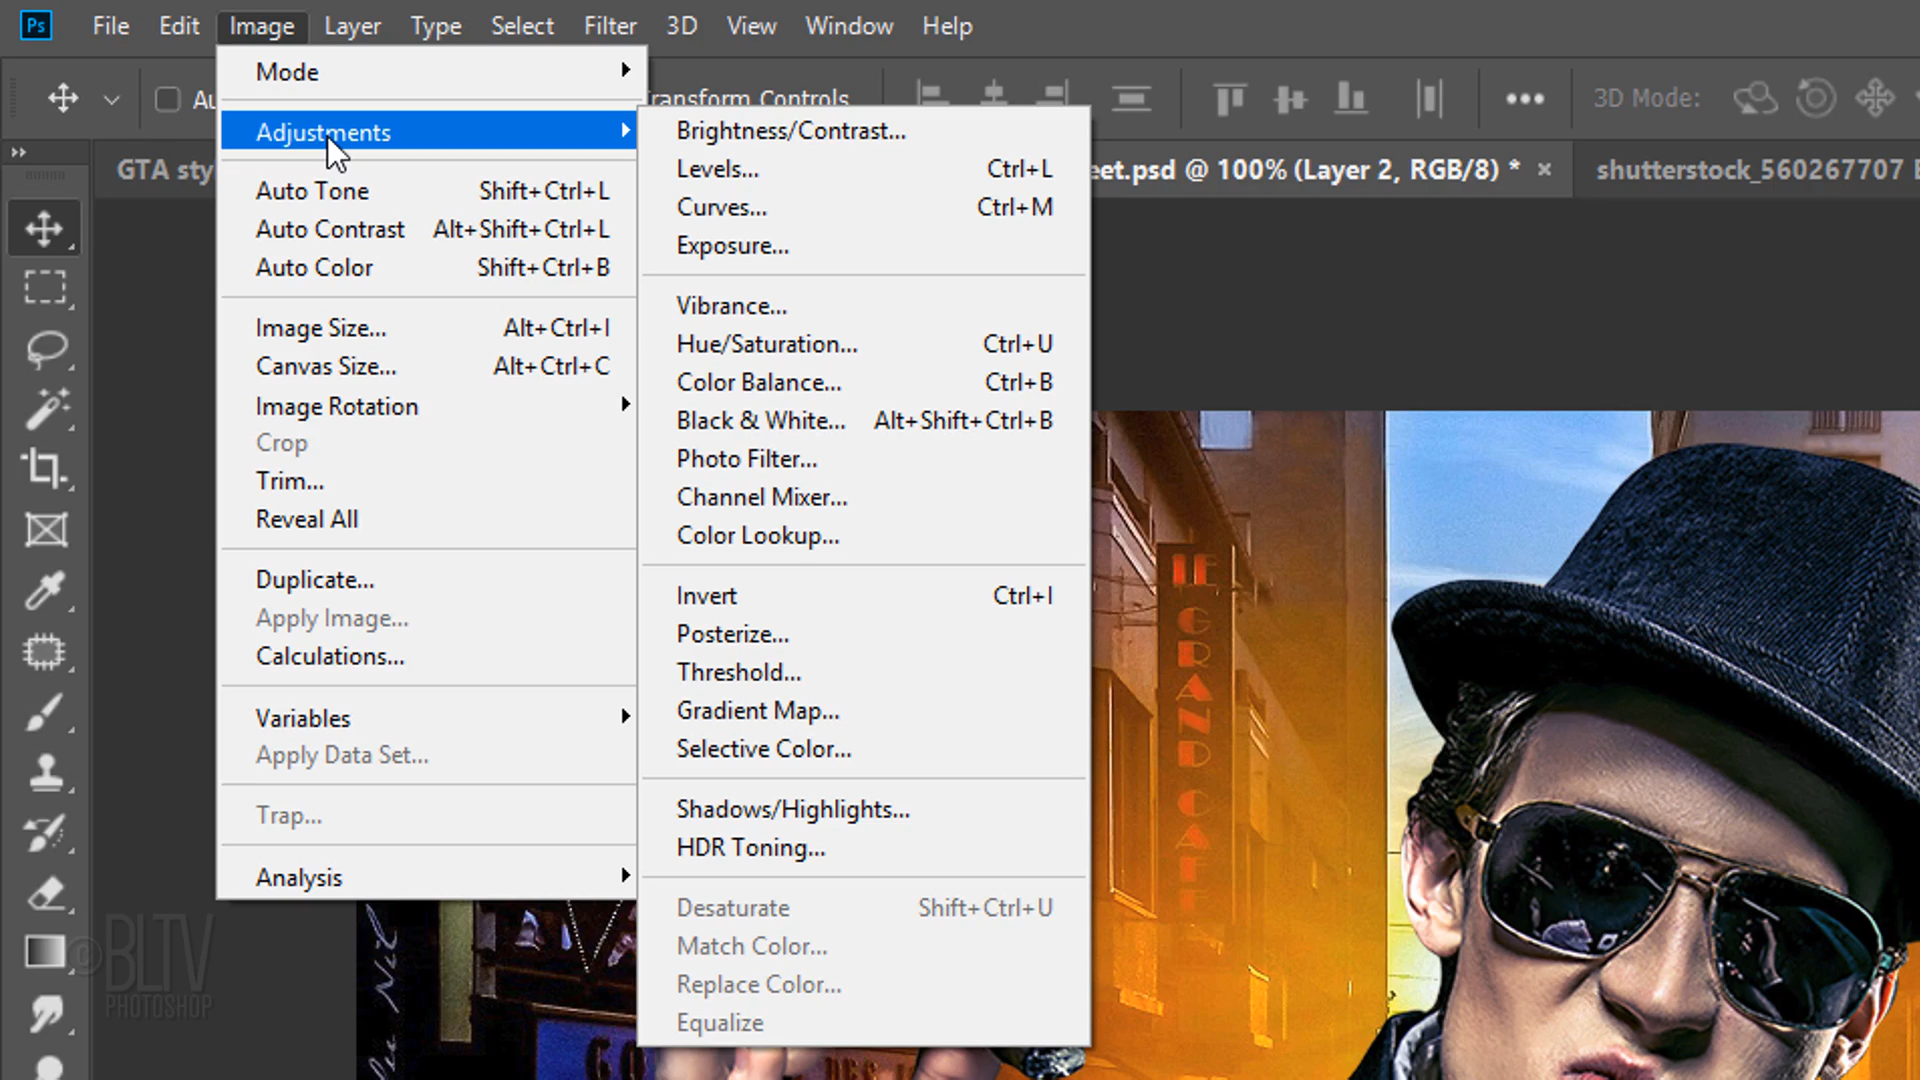 Ps File Edit Image Layer Type Select Filter 3D View Window Help
Transform Controls
3D Mode:
GTA sty
eet.psd @ 100% (Layer 2, RGB/8) *
shutterstock_560267707
Mode
Adjustments
Auto Tone Shift+Ctrl+L
Auto Contrast Alt+Shift+Ctrl+L
Auto Color Shift+Ctrl+B
Image Size... Alt+Ctrl+I
Canvas Size... Alt+Ctrl+C
Image Rotation
Crop
Trim...
Reveal All
Duplicate...
Apply Image...
Calculations...
Variables
Apply Data Set...
Trap...
Analysis
Brightness/Contrast...
Levels... Ctrl+L
Curves... Ctrl+M
Exposure...
Vibrance...
Hue/Saturation... Ctrl+U
Color Balance... Ctrl+B
Black & White... Alt+Shift+Ctrl+B
Photo Filter...
Channel Mixer...
Color Lookup...
Invert Ctrl+I
Posterize...
Threshold...
Gradient Map...
Selective Color...
Shadows/Highlights...
HDR Toning...
Desaturate Shift+Ctrl+U
Match Color...
Replace Color...
Equalize
GRAND
CAFE
©BLTV
PHOTOSHOP